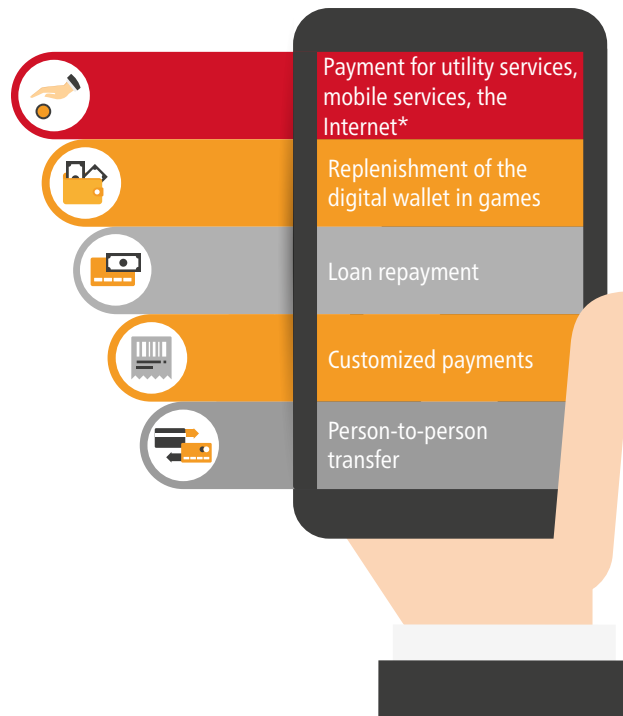 Payment for utility services,
mobile services, the
Internet*
Replenishment of the
digital wallet in games
Loan repayment
Customized payments
Person-to-person
transfer